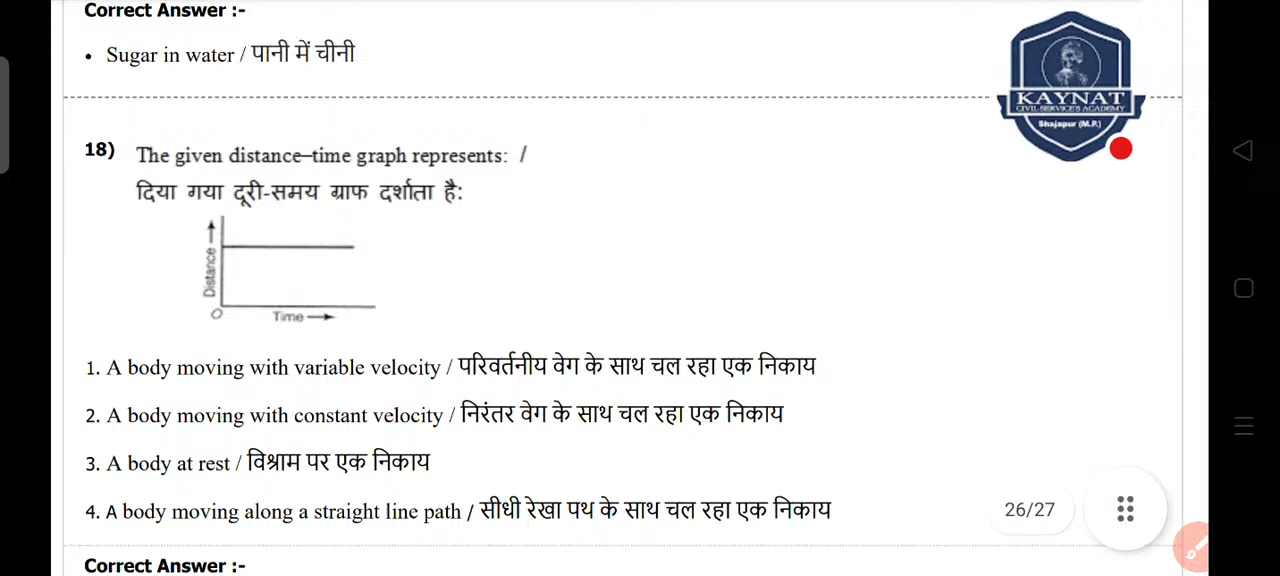 Correct Answer :-
• Sugar in water / पानी में चीनी
KAYNAT
CIVIL SERVICE'S ACADEMY
Shajapur (M.P.)
18) The given distance–time graph represents: /
दिया गया दूरी-समय ग्राफ दर्शाता है:
Distance
O
Time
1. A body moving with variable velocity / परिवर्तनीय वेग के साथ चल रहा एक निकाय
2. A body moving with constant velocity / निरंतर वेग के साथ चल रहा एक निकाय
3. A body at rest / विश्राम पर एक निकाय
4. A body moving along a straight line path / सीधी रेखा पथ के साथ चल रहा एक निकाय
26/27
Correct Answer :-